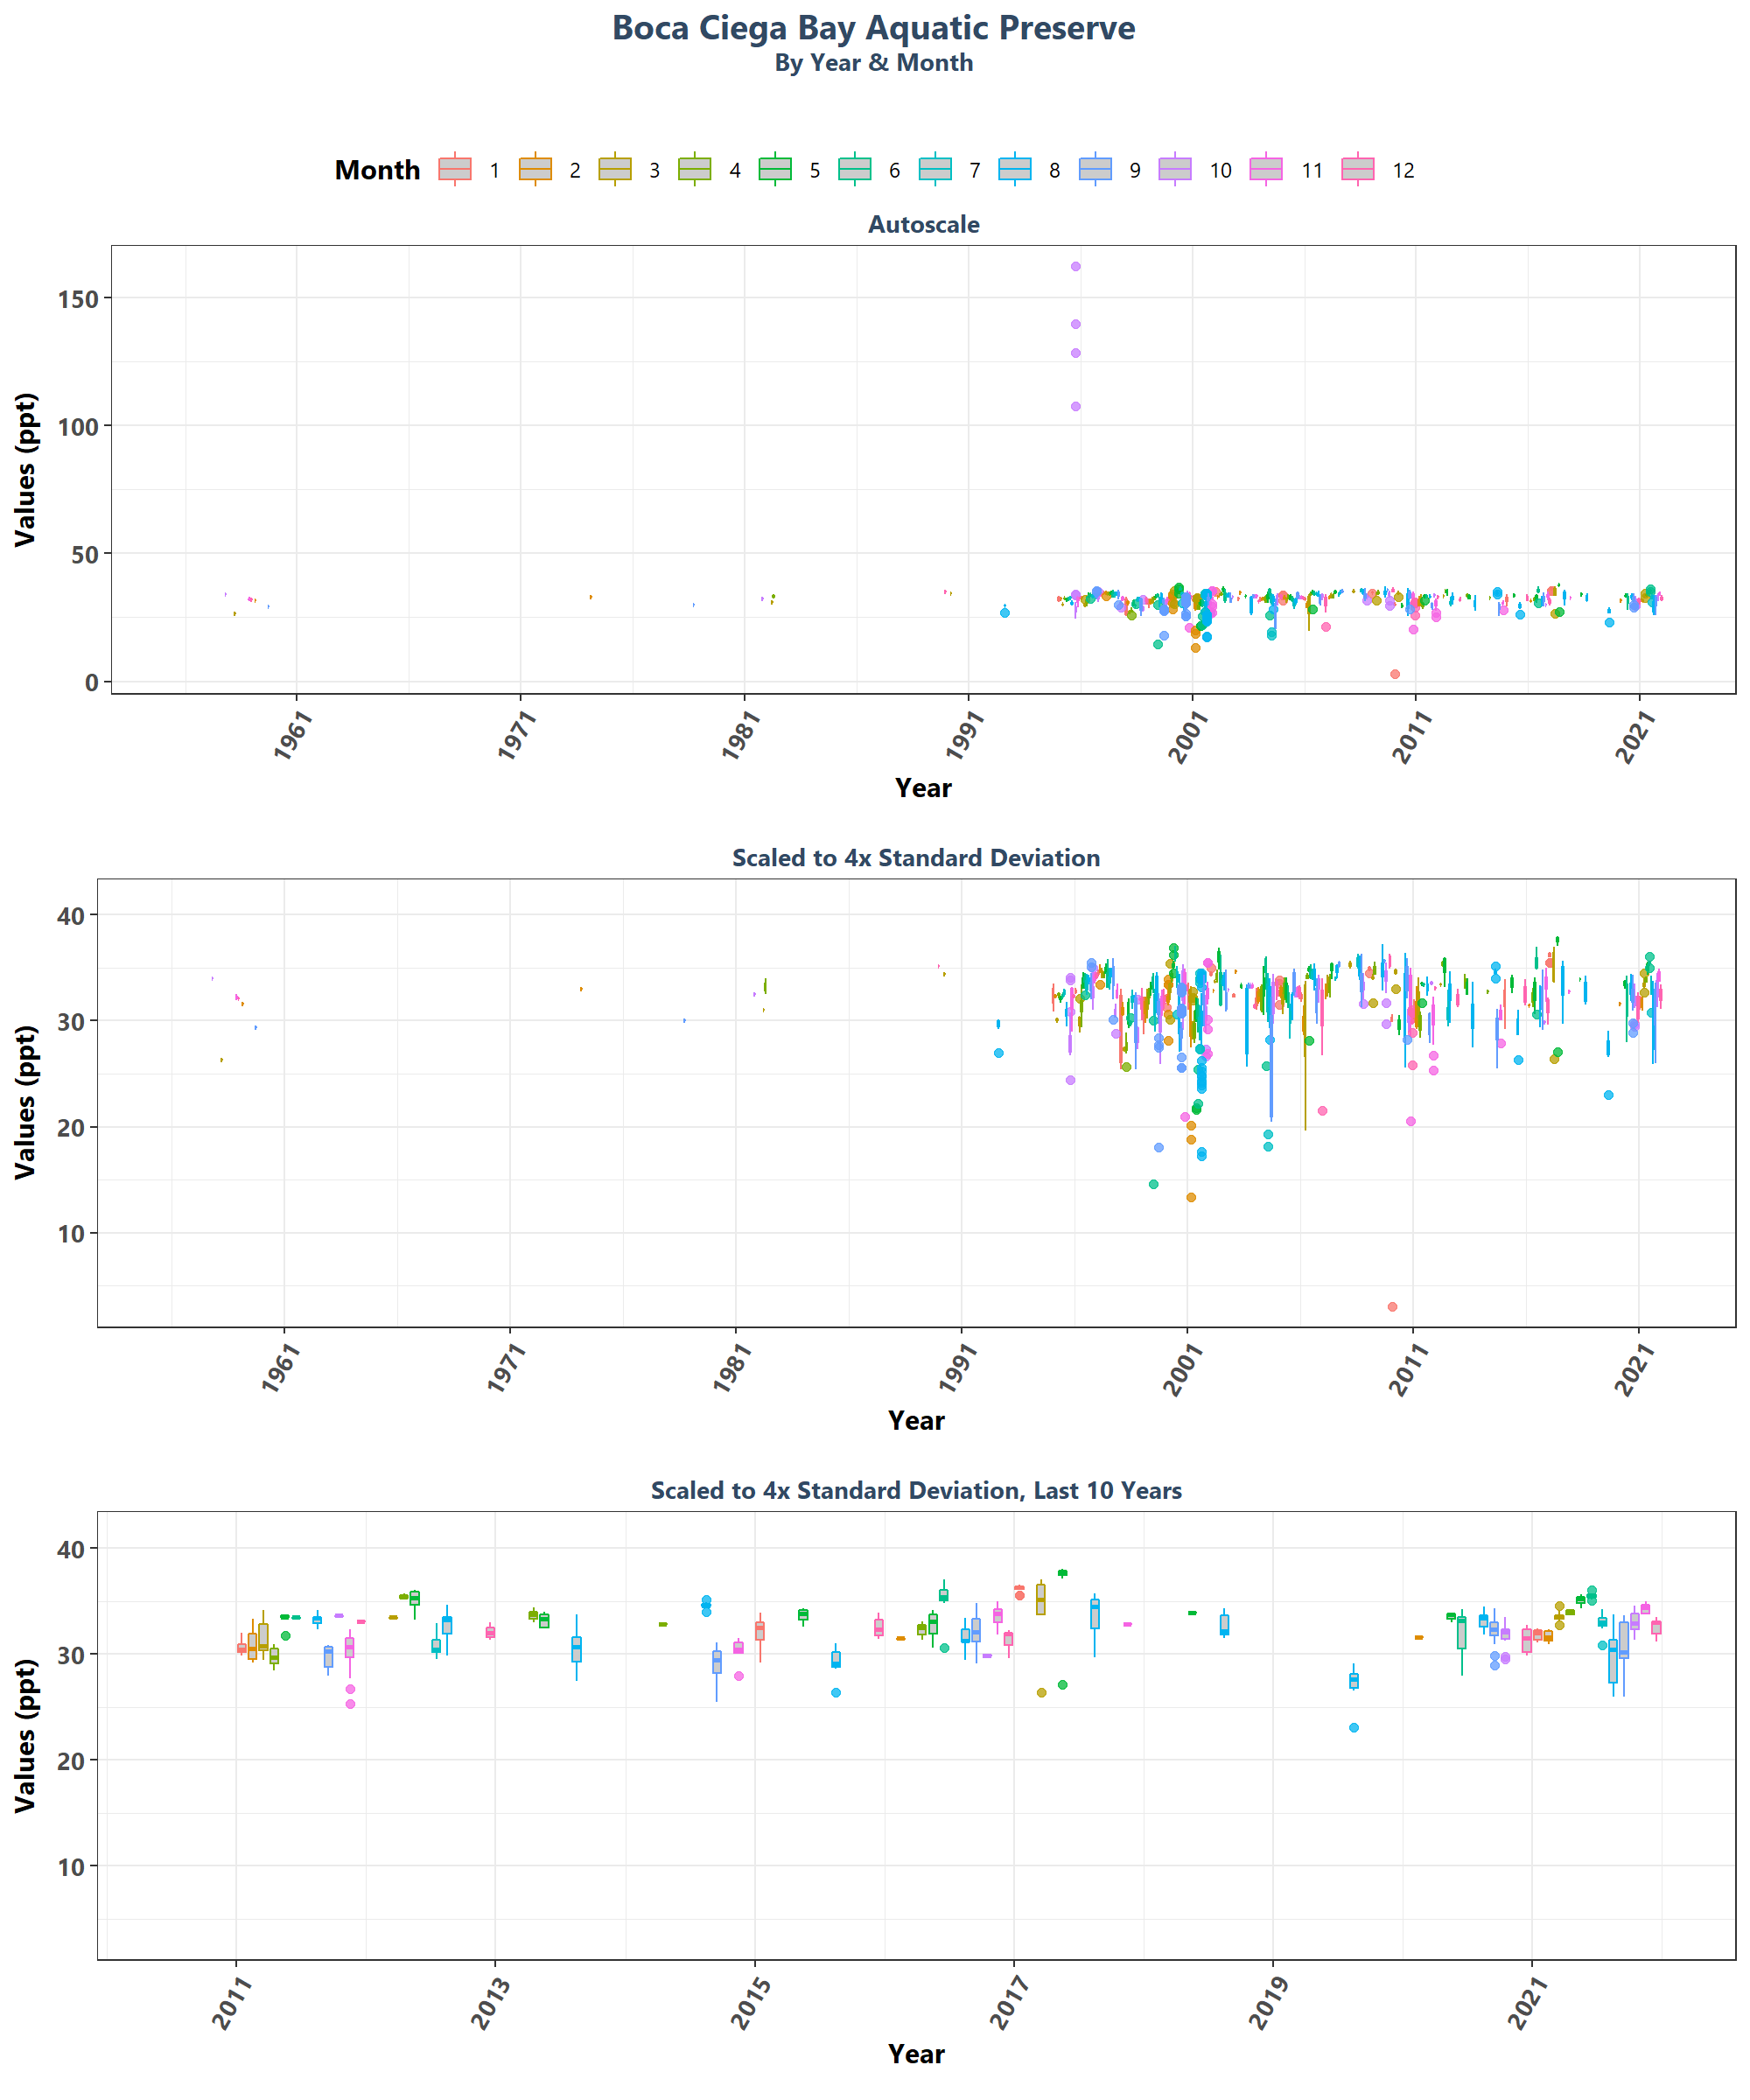 Boca Ciega Bay Aquatic Preserve
By Year & Month
Month 1 2 3 4 5 6 7 8 9 10 11 12
Autoscale
Values (ppt)
150
100
50
0
1961 1971 1981 1991 2001 2011 2021
Year
Scaled to 4x Standard Deviation
Values (ppt)
40
30
20
10
1961 1971 1981 1991 2001 2011 2021
Year
Scaled to 4x Standard Deviation, Last 10 Years
Values (ppt)
40
30
20
10
2011 2013 2015 2017 2019 2021
Year